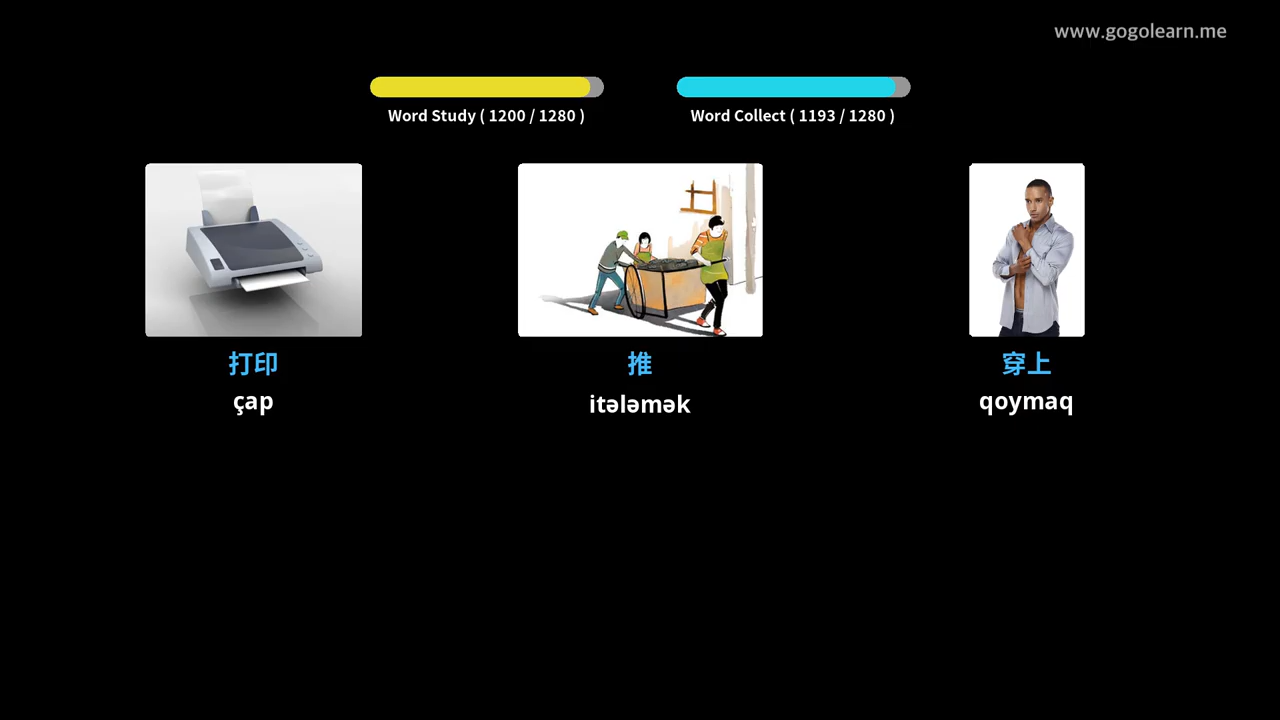 www.gogolearn.me
Word Study ( 1200 / 1280 )
Word Collect ( 1193 / 1280 )
打印
推
穿上
çap
itələmək
qoymaq